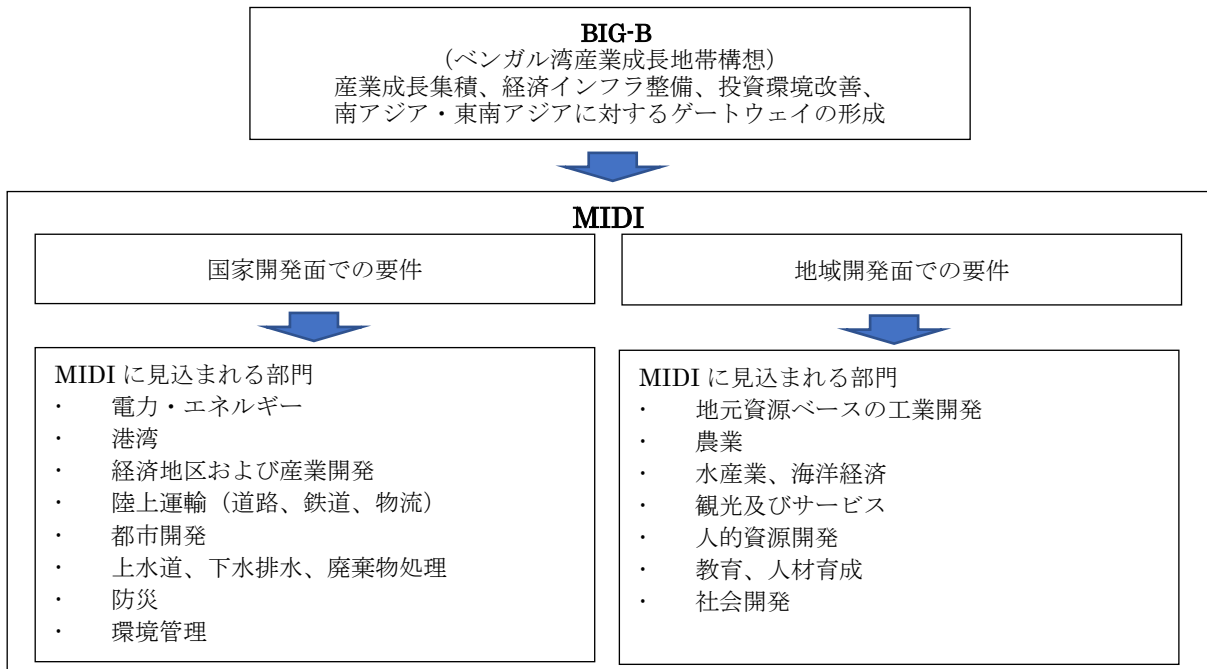 BIG-B
（ベンガル湾産業成長地帯構想）
産業成長集積、経済インフラ整備、投資環境改善、
南アジア・東南アジアに対するゲートウェイの形成
MIDI
国家開発面での要件
地域開発面での要件
MIDI に見込まれる部門
・ 電力・エネルギー
・ 港湾
・ 経済地区および産業開発
・ 陸上運輸（道路、鉄道、物流）
・ 都市開発
・ 上水道、下水排水、廃棄物処理
・ 防災
・ 環境管理
MIDI に見込まれる部門
・ 地元資源ベースの工業開発
・ 農業
・ 水産業、海洋経済
・ 観光及びサービス
・ 人的資源開発
・ 教育、人材育成
・ 社会開発